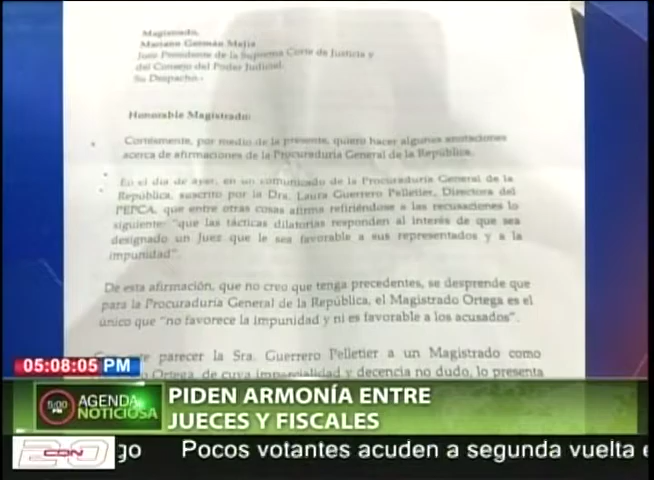 Magistrado,
Mariano Germán Mejía
Juez Presidente de la Suprema Corte de Justicia y
del Consejo del Poder Judicial.
Su Despacho.-
Honorable Magistrado:
Cortésmente, por medio de la presente, quiero hacer algunas anotaciones
acerca de afirmaciones de la Procuraduría General de la República.
En el día de ayer, en un comunicado de la Procuraduría General de la
República, suscrito por la Dra. Laura Guerrero Pelletier, Directora del
PEPCA, que entre otras cosas afirma refiriéndose a las recusaciones lo
siguiente: "que las tácticas dilatorias responden al interés de que sea
designado un Juez que le sea favorable a sus representados y a la
impunidad".
De esta afirmación, que no creo que tenga precedentes, se desprende que
para la Procuraduría General de la República, el Magistrado Ortega es el
único que "no favorece la impunidad y ni es favorable a los acusados".
parecer la Sra. Guerrero Pelletier a un Magistrado como
Ortega, de cuya imparcialidad y decencia no dudo, lo presenta
05:08:05 PM
5:00 PM
AGENDA
NOTICIOSA
PIDEN ARMONÍA ENTRE
JUECES Y FISCALES
CDN
go Pocos votantes acuden a segunda vuelta e